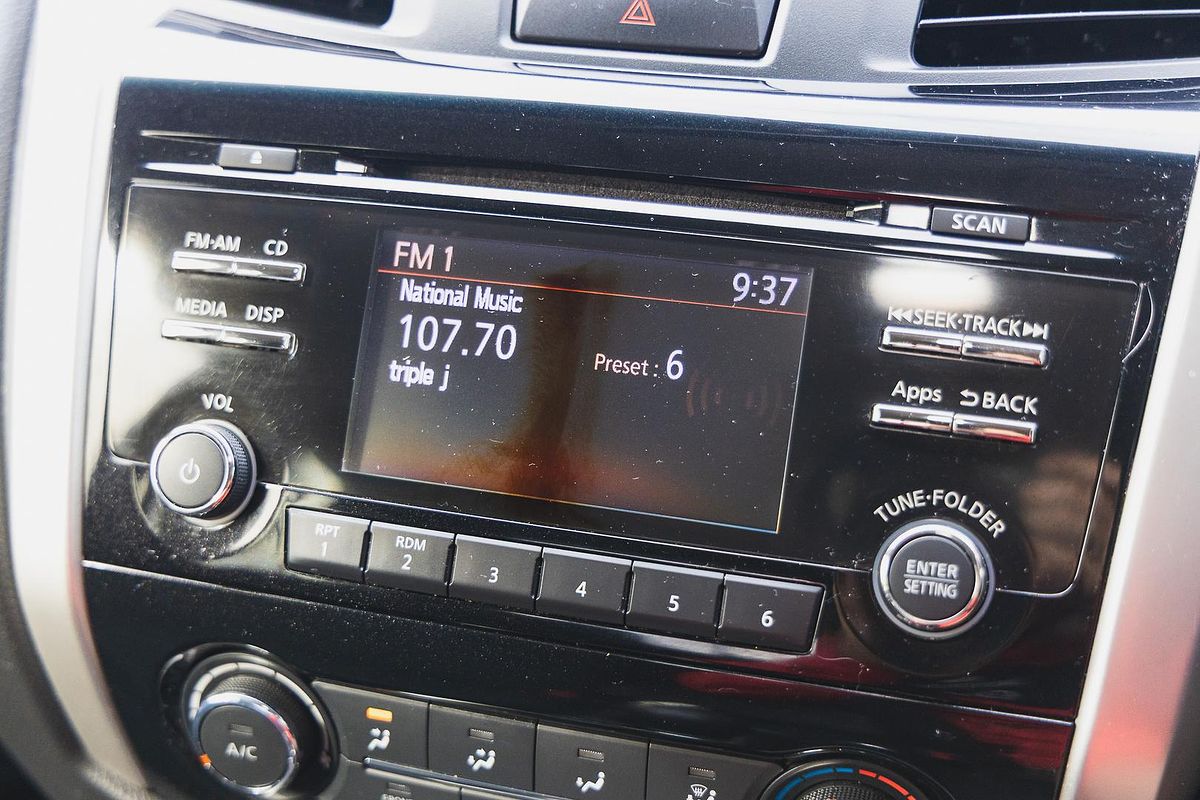 SCAN
FM·AM CD
MEDIA DISP
VOL
FM 1
9:37
National Music
107.70
Preset : 6
triple j
SEEK·TRACK
Apps BACK
TUNE·FOLDER
ENTER
SETTING
RPT
1
RDM
2
3
4
5
6
A/C